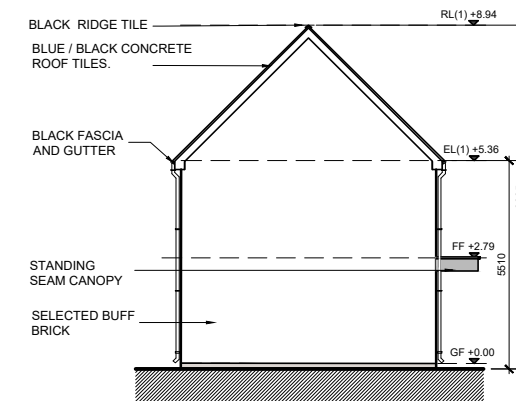 RL(1) +8.94
BLACK RIDGE TILE
BLUE / BLACK CONCRETE
ROOF TILES.
BLACK FASCIA
AND GUTTER
EL(1) +5.36
FF +2.79
5510
STANDING
SEAM CANOPY
SELECTED BUFF
BRICK
GF +0.00